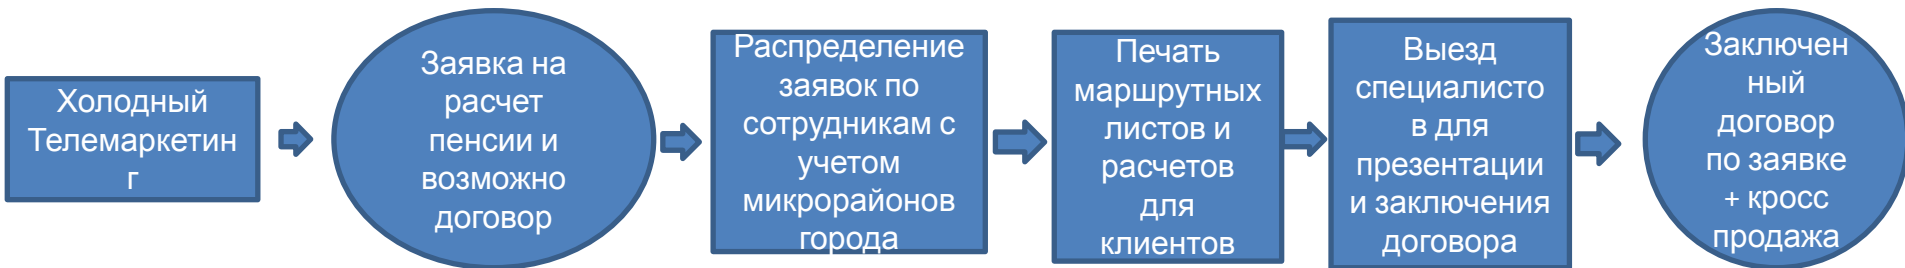 Холодный
Телемаркетин
г
Заявка на
расчет
пенсии и
возможно
договор
Распределение
заявок по
сотрудникам с
учетом
микрорайонов
города
Печать
маршрутных
листов и
расчетов
для
клиентов
Выезд
специалисто
в для
презентации
и заключения
договора
Заключен
ный
договор
по заявке
+ кросс
продажа